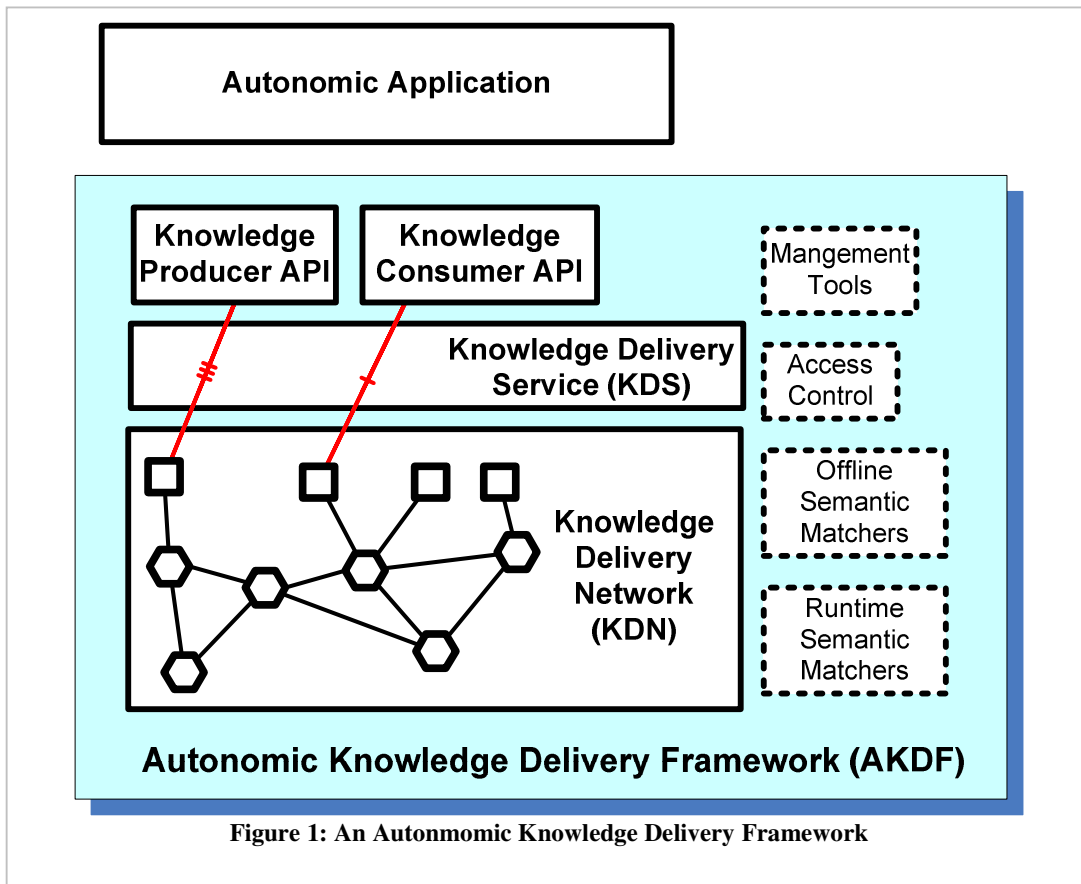 Autonomic Application
Knowledge
Producer API
Knowledge
Consumer API
Mangement
Tools
Knowledge Delivery
Service (KDS)
Access
Control
Offline
Semantic
Matchers
Knowledge
Delivery
Network
(KDN)
Runtime
Semantic
Matchers
Autonomic Knowledge Delivery Framework (AKDF)
Figure 1: An Autonmomic Knowledge Delivery Framework